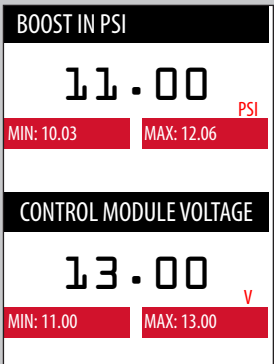 BOOST IN PSI
11.00
PSI
MIN: 10.03 MAX: 12.06
CONTROL MODULE VOLTAGE
13.00
V
MIN: 11.00 MAX: 13.00